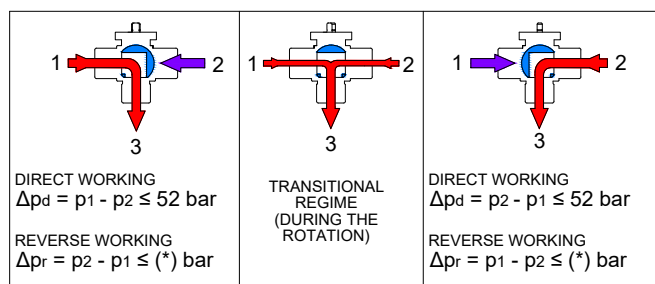 1
2
3
DIRECT WORKING
Δpd = p1 - p2 ≤ 52 bar
REVERSE WORKING
Δpr = p2 - p1 ≤ (*) bar
1
2
3
TRANSITIONAL
REGIME
(DURING THE
ROTATION)
1
2
3
DIRECT WORKING
Δpd = p2 - p1 ≤ 52 bar
REVERSE WORKING
Δpr = p1 - p2 ≤ (*) bar